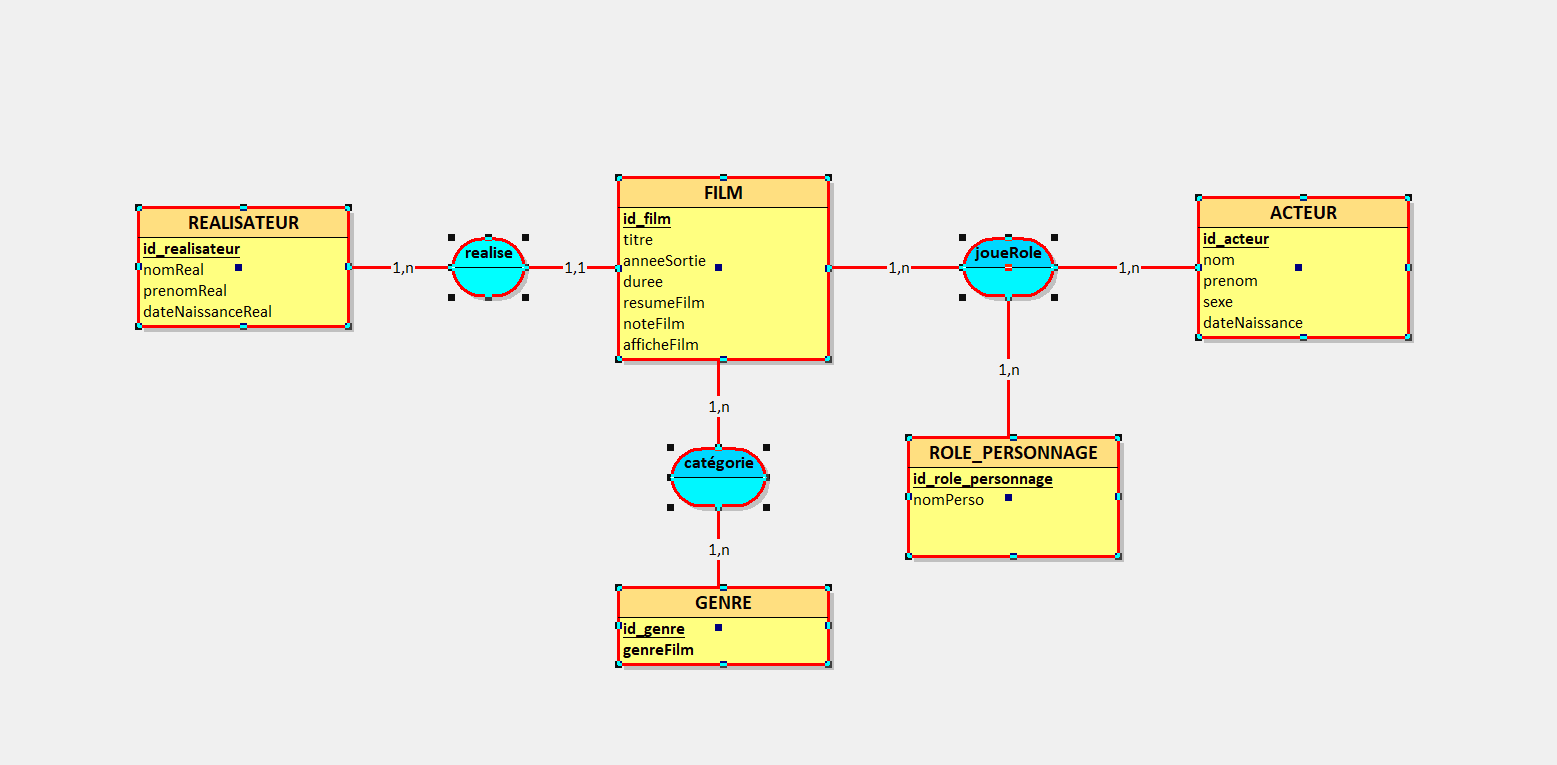 REALISATEUR
id_realisateur
nomReal
prenomReal
dateNaissanceReal
1,n
realise
1,1
FILM
id_film
titre
anneeSortie
duree
resumeFilm
noteFilm
afficheFilm
1,n
joueRole
1,n
ACTEUR
id_acteur
nom
prenom
sexe
dateNaissance
1,n
ROLE_PERSONNAGE
id_role_personnage
nomPerso
1,n
catégorie
1,n
GENRE
id_genre
genreFilm